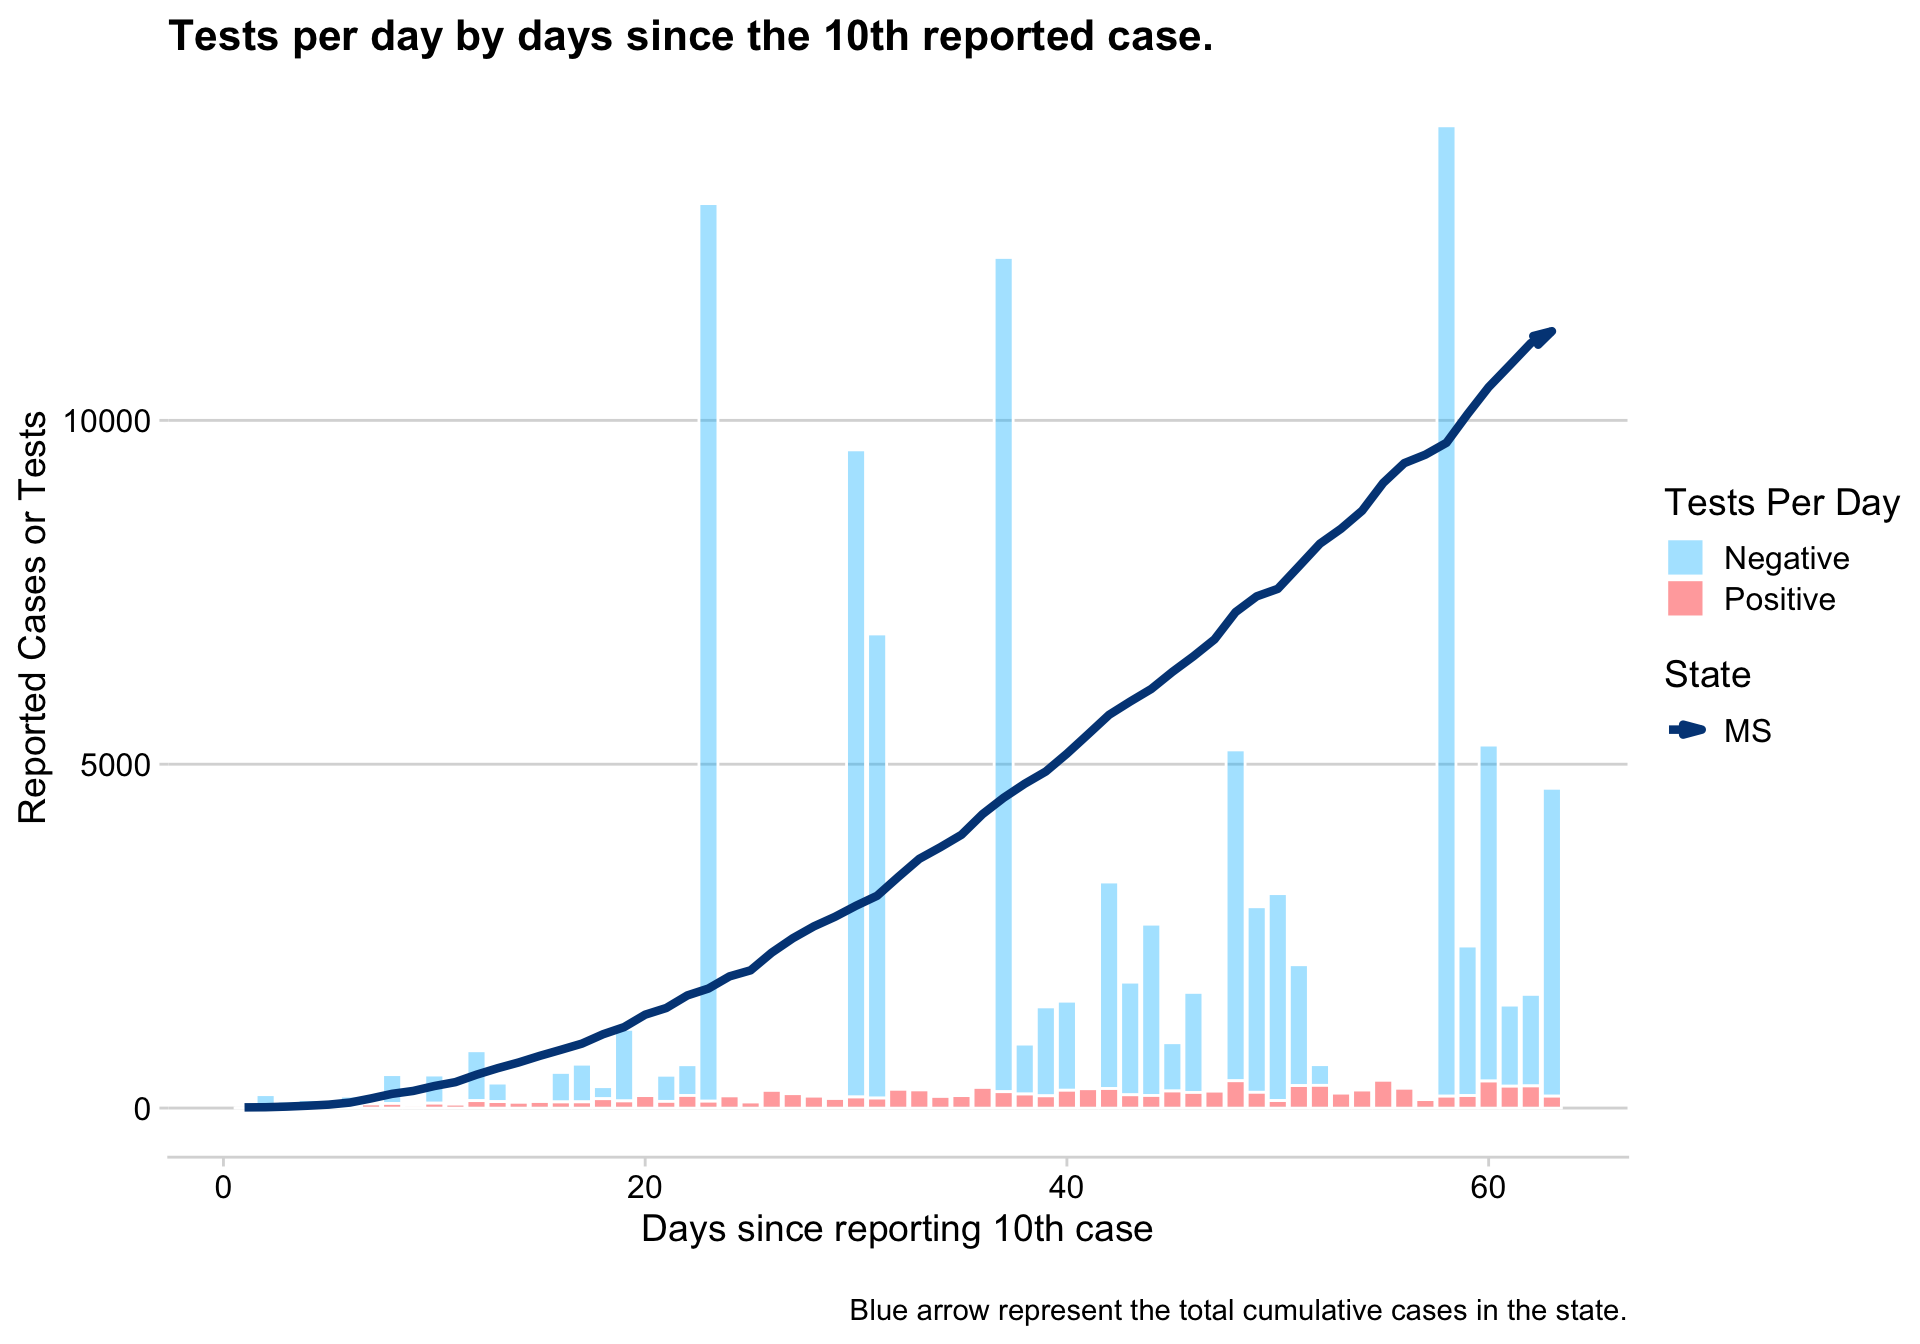 Tests per day by days since the 10th reported case.
Reported Cases or Tests
10000
5000
0
0
20
40
60
Days since reporting 10th case
Tests Per Day
Negative
Positive
State
MS
Blue arrow represent the total cumulative cases in the state.